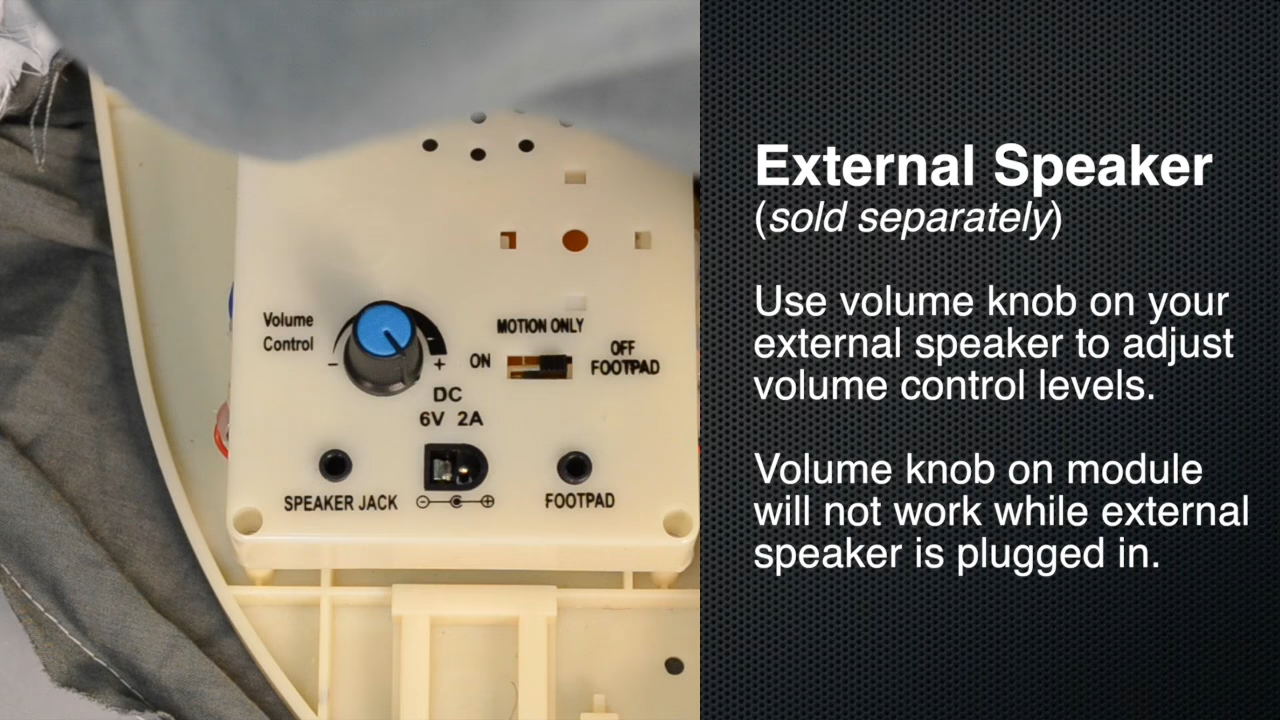 External Speaker
(sold separately)
Use volume knob on your
external speaker to adjust
volume control levels.
Volume knob on module
will not work while external
speaker is plugged in.
Volume
Control
MOTION ONLY
ON
OFF
FOOTPAD
− +
DC
6V 2A
SPEAKER JACK
FOOTPAD